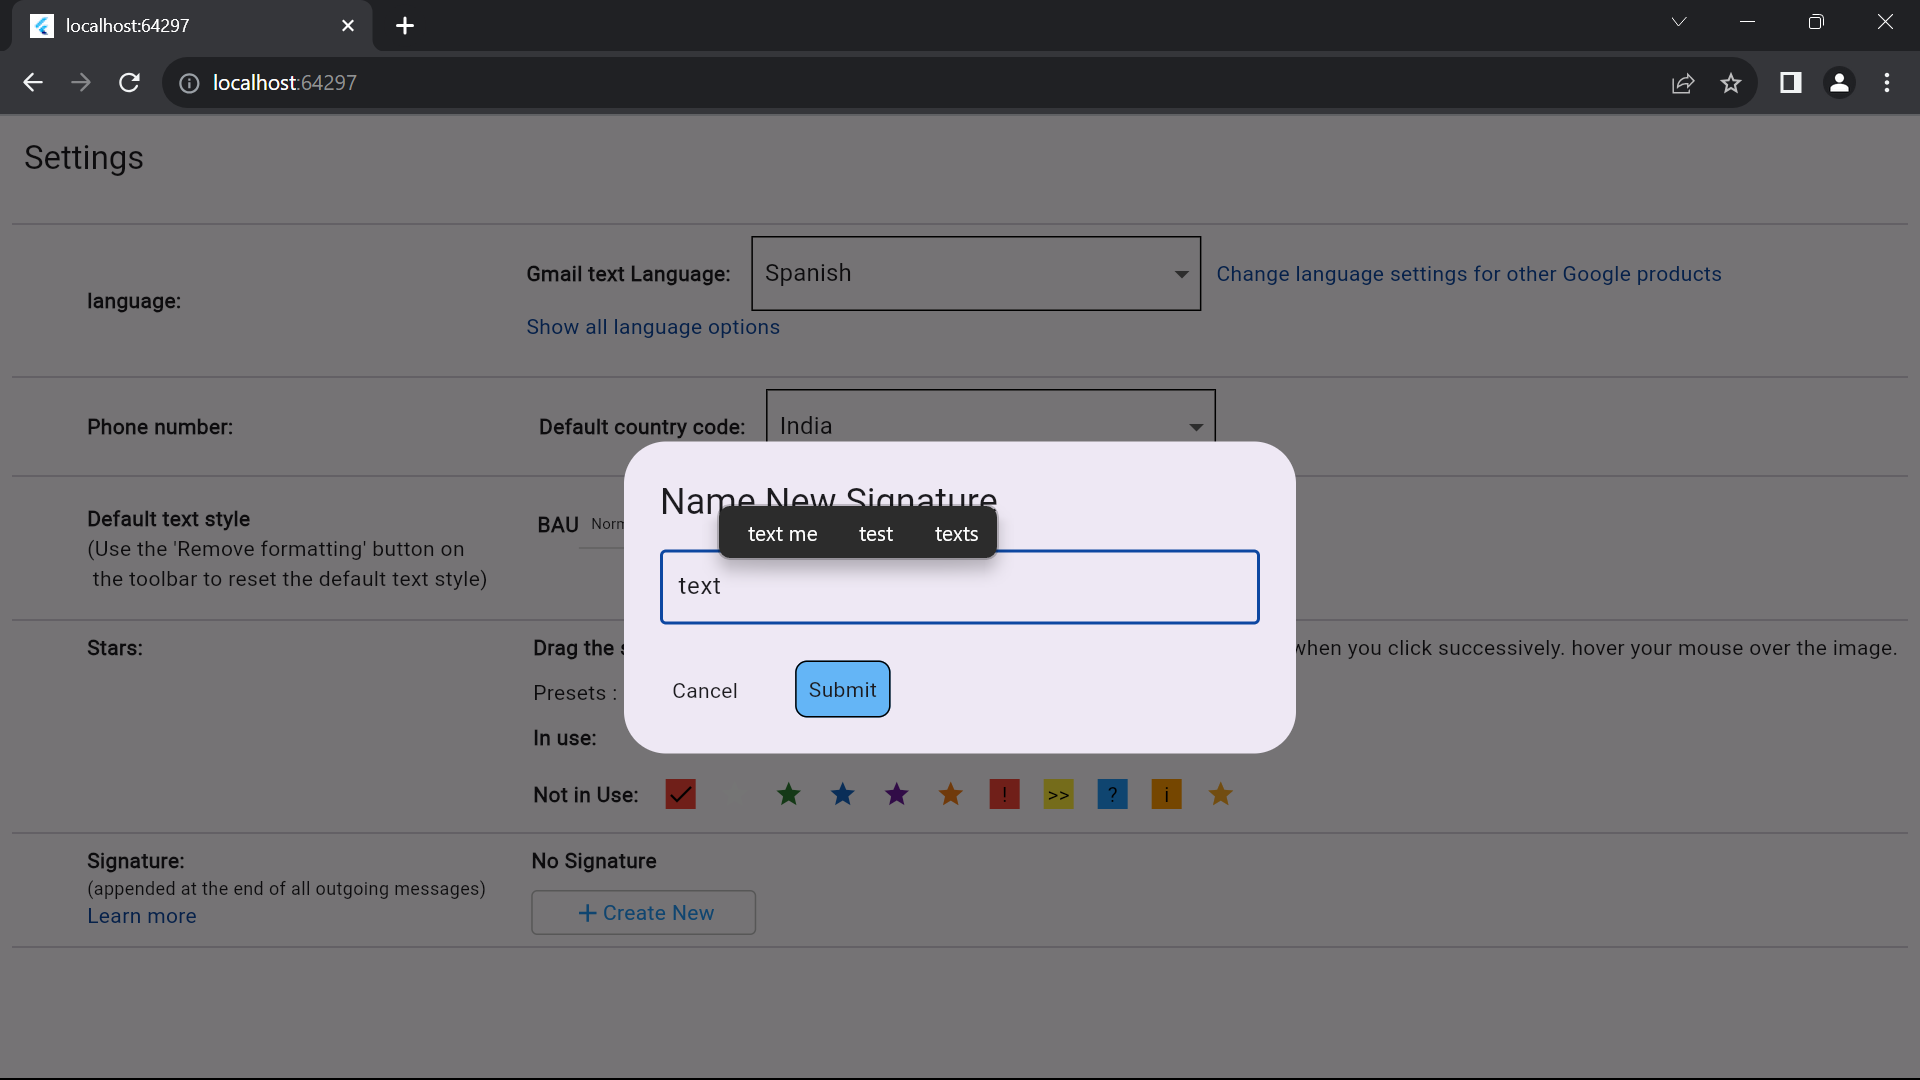 localhost:64297
localhost:64297
Settings
language:
Gmail text Language:
Spanish
Change language settings for other Google products
Show all language options
Phone number:
Default country code:
India
Name New Signature
text me test texts
text
Cancel
Submit
Default text style
(Use the 'Remove formatting' button on
the toolbar to reset the default text style)
BAU
Stars:
Drag the
when you click successively. hover your mouse over the image.
Presets :
In use:
Not in Use:
! >> ? i
Signature:
(appended at the end of all outgoing messages)
Learn more
No Signature
+ Create New